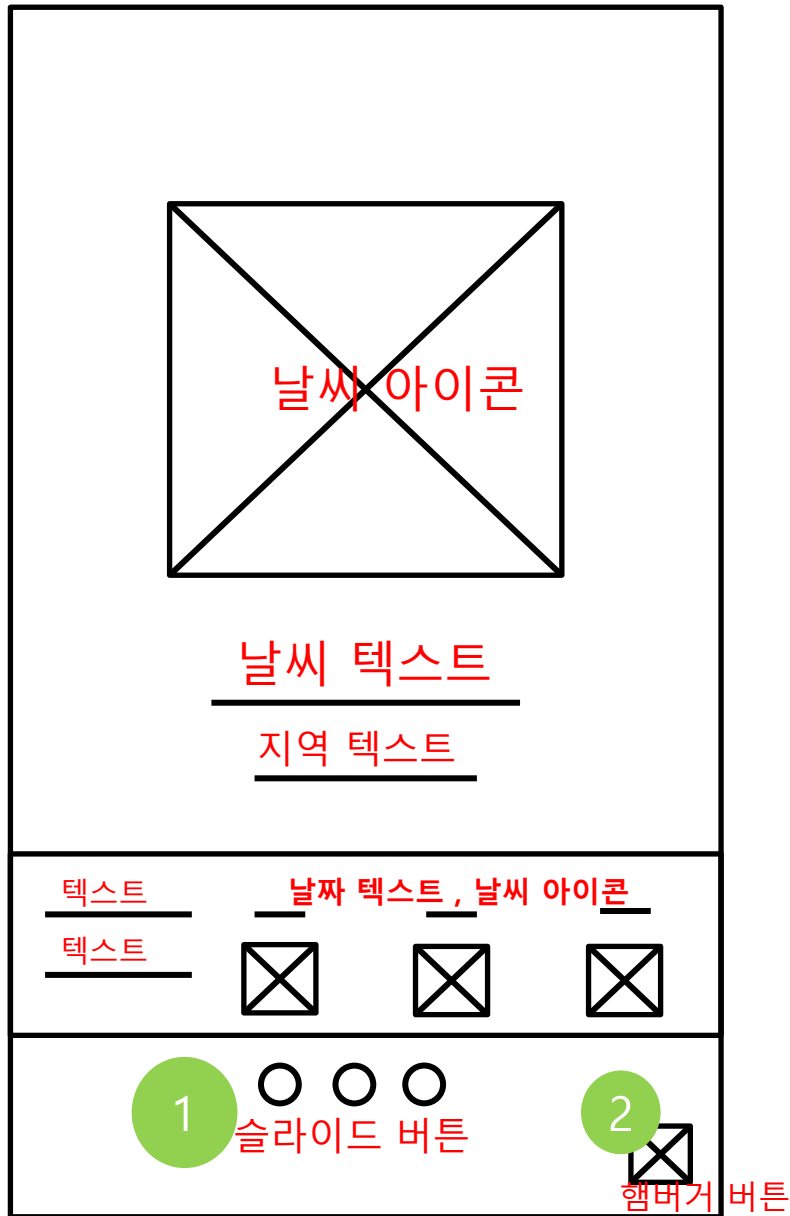 날씨 아이콘
날씨 텍스트
지역 텍스트
텍스트
날짜 텍스트 , 날씨 아이콘
텍스트
1
2
슬라이드 버튼
햄버거 버튼